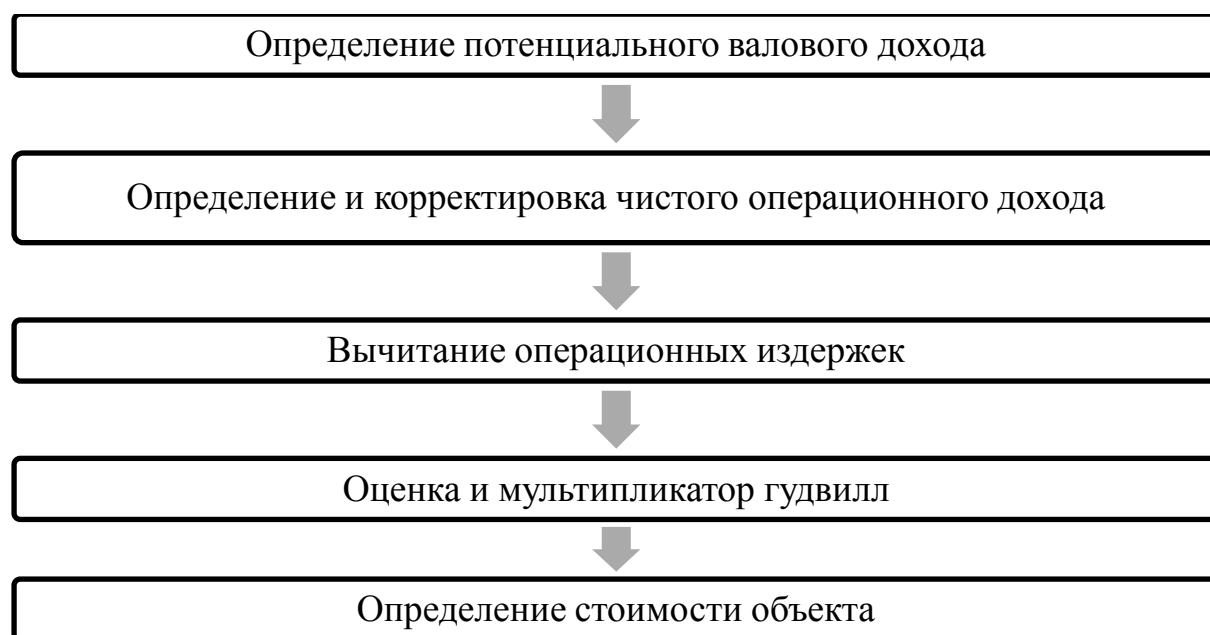 Определение потенциального валового дохода
Определение и корректировка чистого операционного дохода
Вычитание операционных издержек
Оценка и мультипликатор гудвилл
Определение стоимости объекта